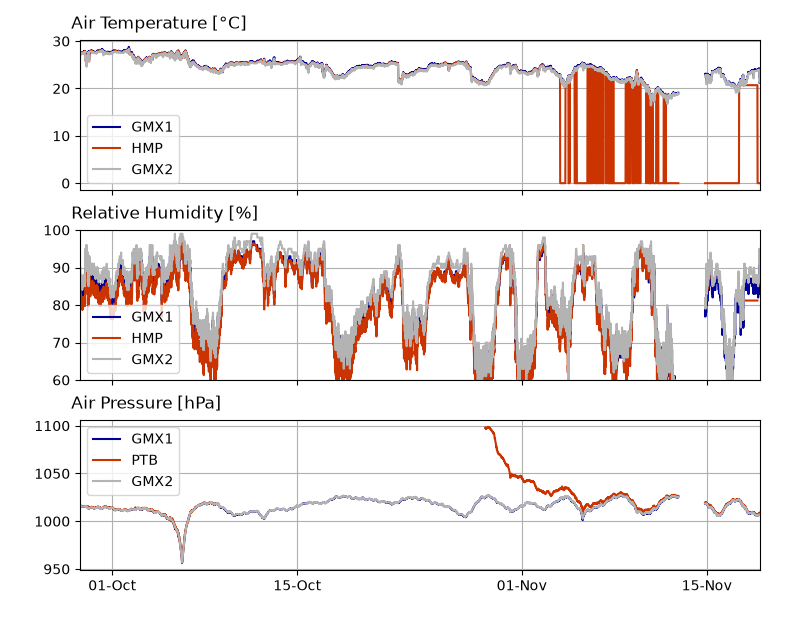 Air Temperature [°C]
30
20
10
0
GMX1
HMP
GMX2
Relative Humidity [%]
100
90
80
70
60
GMX1
HMP
GMX2
Air Pressure [hPa]
1100
1050
1000
950
GMX1
PTB
GMX2
01-Oct 15-Oct 01-Nov 15-Nov